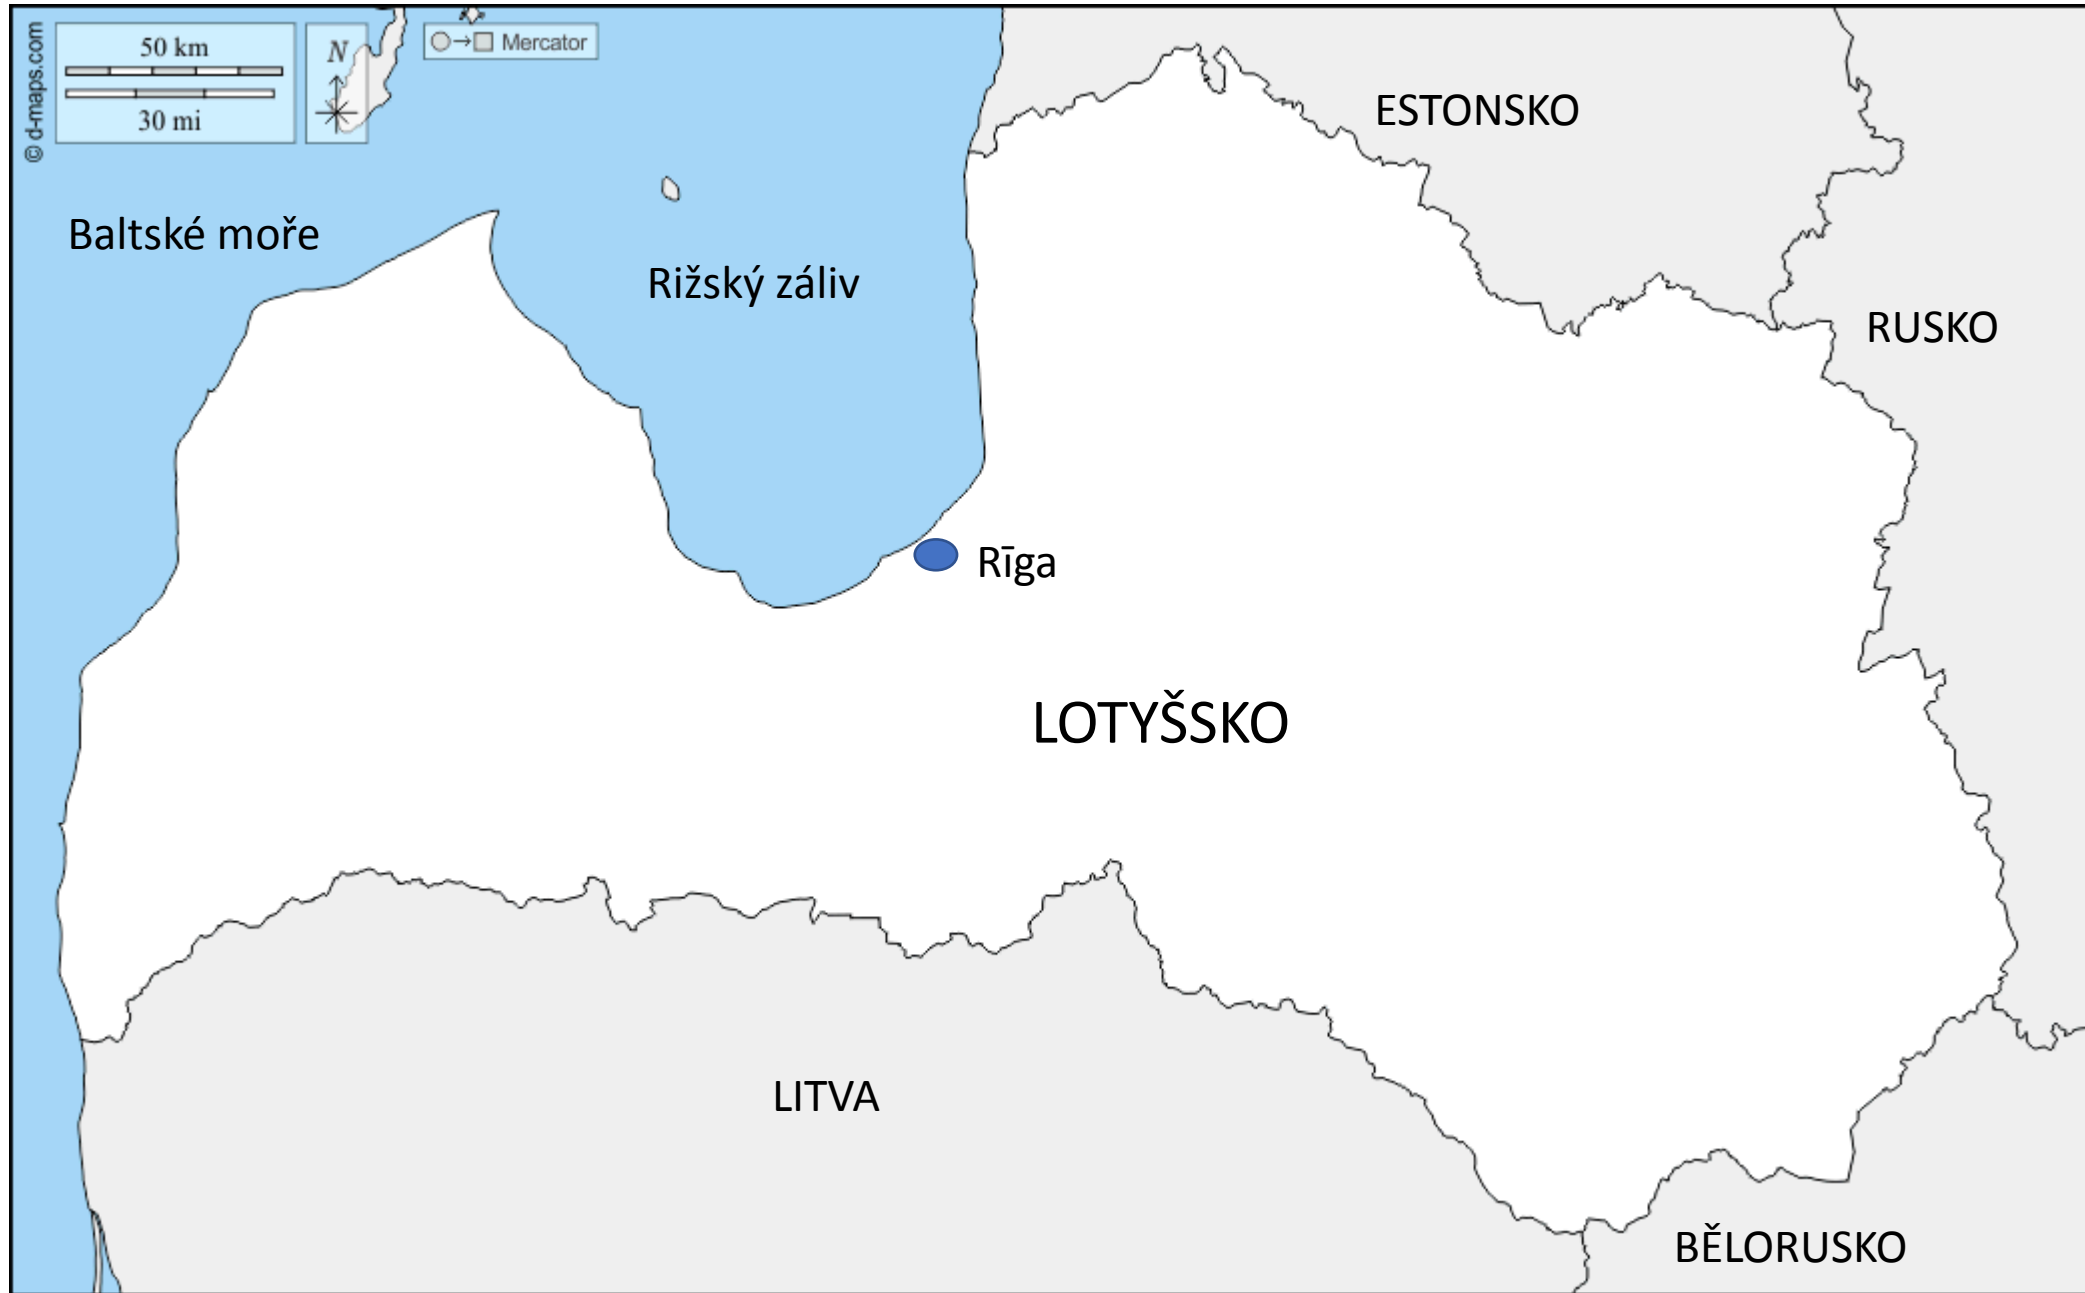 © d-maps.com
50 km
30 mi
N
Mercator
ESTONSKO
Baltské moře
Rižský záliv
RUSKO
Rīga
LOTYŠSKO
LITVA
BĚLORUSKO